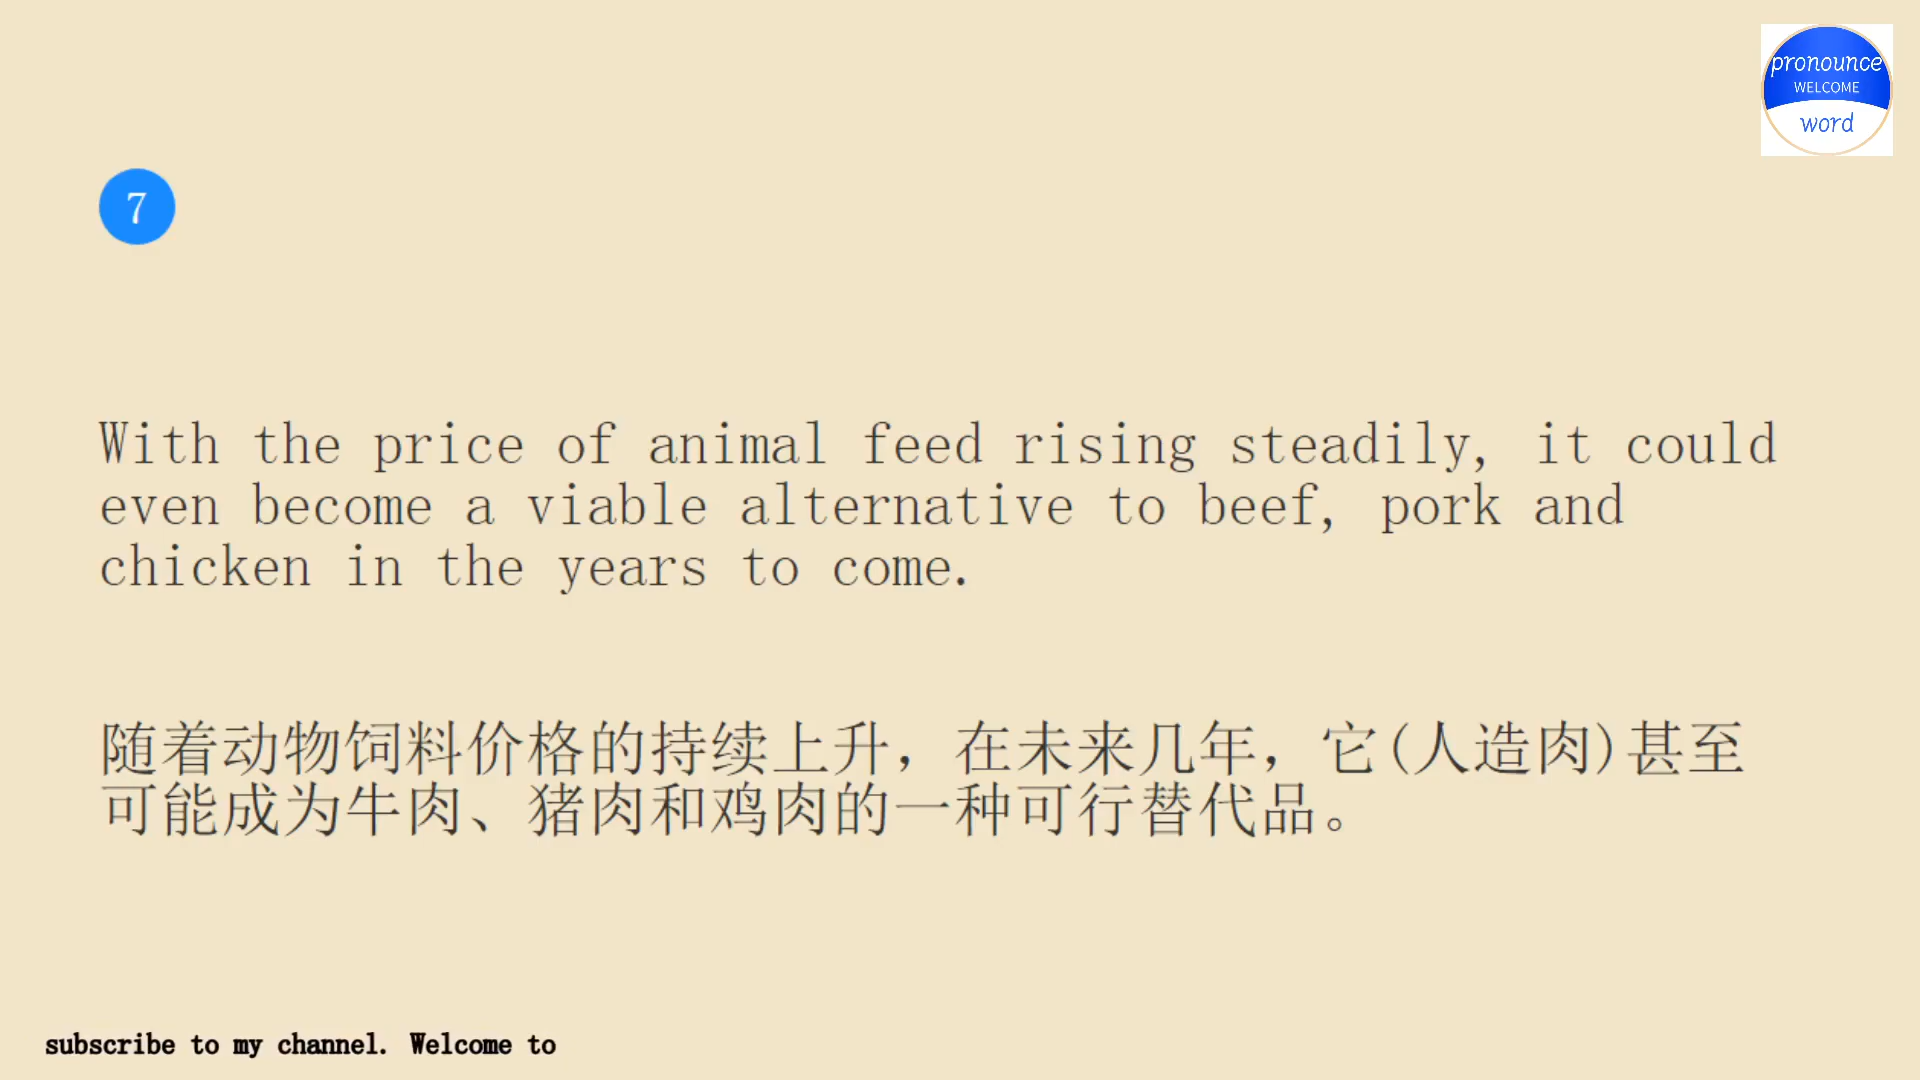 pronounce
WELCOME
word
7
With the price of animal feed rising steadily, it could
even become a viable alternative to beef, pork and
chicken in the years to come.
随着动物饲料价格的持续上升，在未来几年，它(人造肉)甚至
可能成为牛肉、猪肉和鸡肉的一种可行替代品。
subscribe to my channel. Welcome to